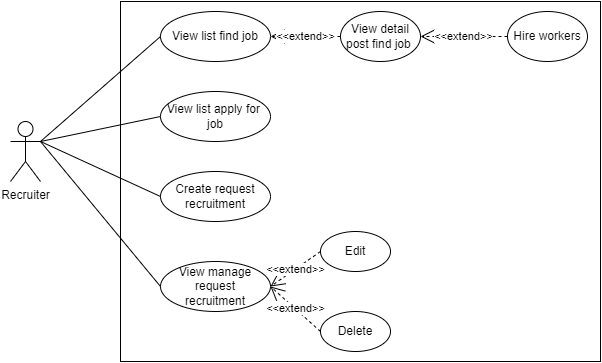 View list find job
<<extend>>
View detail
post find job
<<extend>>
Hire workers
View list apply for
job
Recruiter
Create request
recruitment
View manage
request
recruitment
<<extend>>
Edit
<<extend>>
Delete